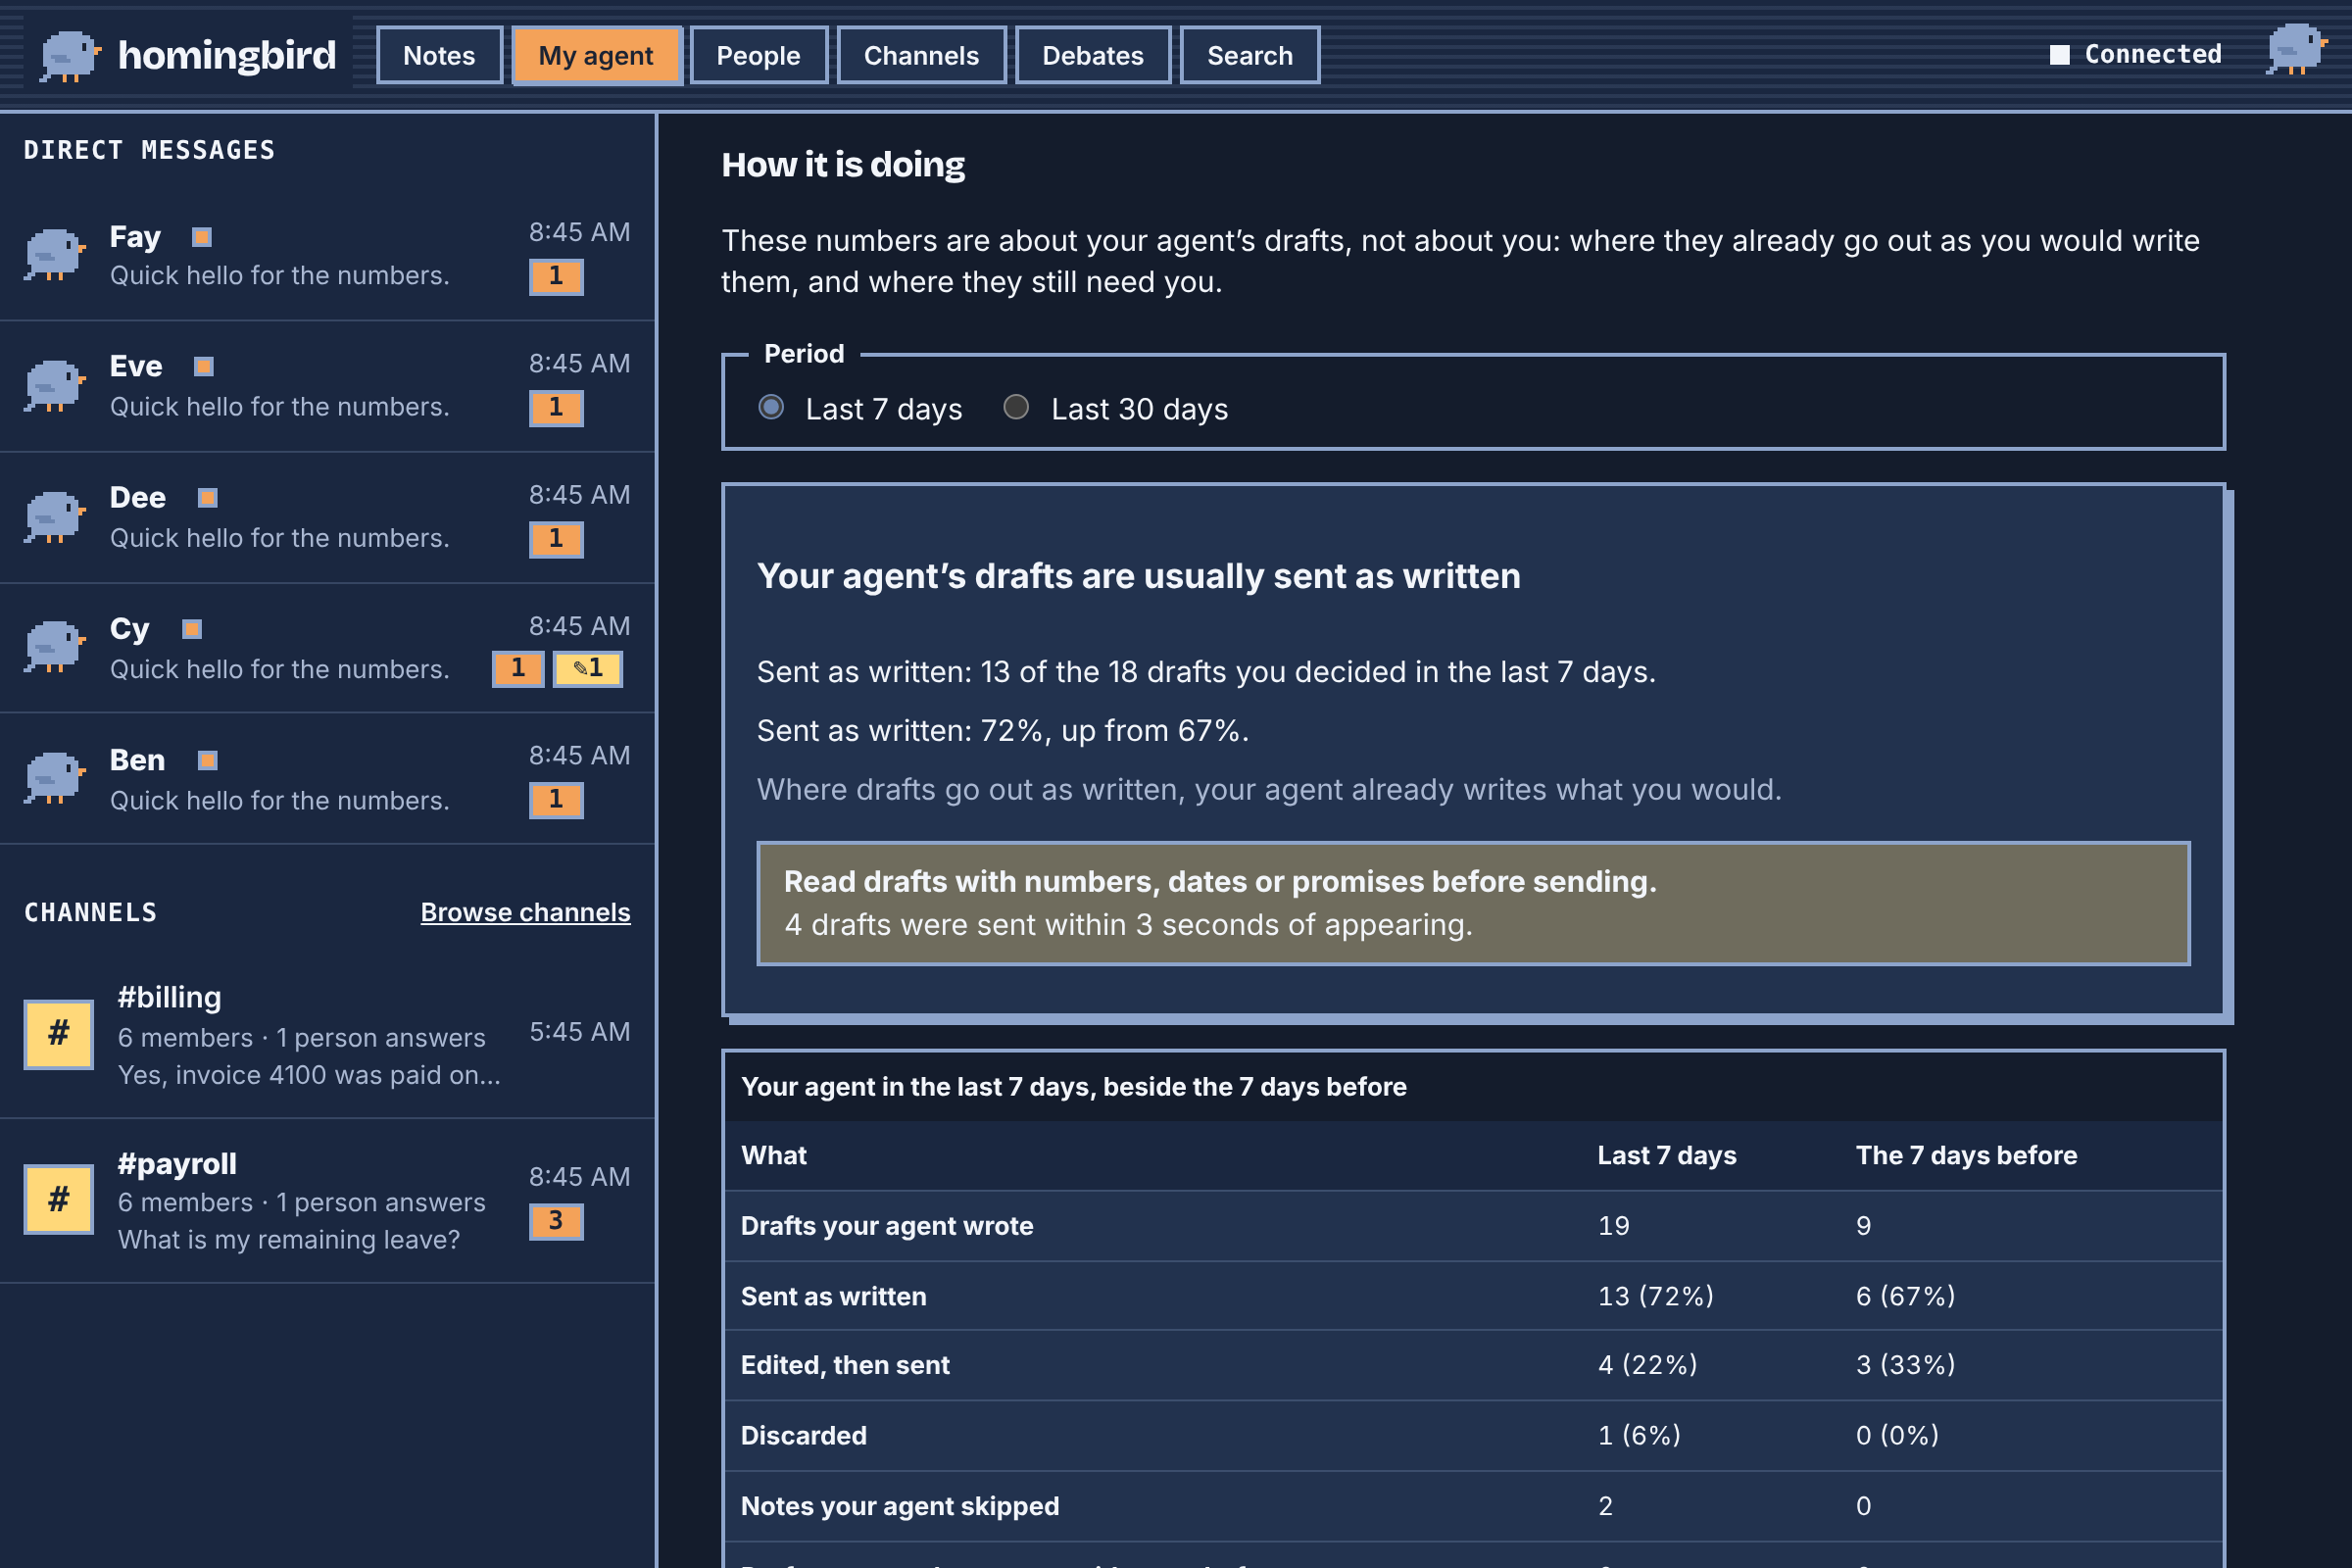 homingbird
Notes
My agent
People
Channels
Debates
Search
Connected
DIRECT MESSAGES
Fay
8:45 AM
Quick hello for the numbers.
1
Eve
8:45 AM
Quick hello for the numbers.
1
Dee
8:45 AM
Quick hello for the numbers.
1
Cy
8:45 AM
Quick hello for the numbers.
1
✎1
Ben
8:45 AM
Quick hello for the numbers.
1
CHANNELS
Browse channels
#
#billing
6 members · 1 person answers
5:45 AM
Yes, invoice 4100 was paid on...
#
#payroll
8:45 AM
6 members · 1 person answers
3
What is my remaining leave?
How it is doing
These numbers are about your agent’s drafts, not about you: where they already go out as you would write
them, and where they still need you.
Period
Last 7 days
Last 30 days
Your agent’s drafts are usually sent as written
Sent as written: 13 of the 18 drafts you decided in the last 7 days.
Sent as written: 72%, up from 67%.
Where drafts go out as written, your agent already writes what you would.
Read drafts with numbers, dates or promises before sending.
4 drafts were sent within 3 seconds of appearing.
Your agent in the last 7 days, beside the 7 days before
What Last 7 days The 7 days before
Drafts your agent wrote 19 9
Sent as written 13 (72%) 6 (67%)
Edited, then sent 4 (22%) 3 (33%)
Discarded 1 (6%) 0 (0%)
Notes your agent skipped 2 0